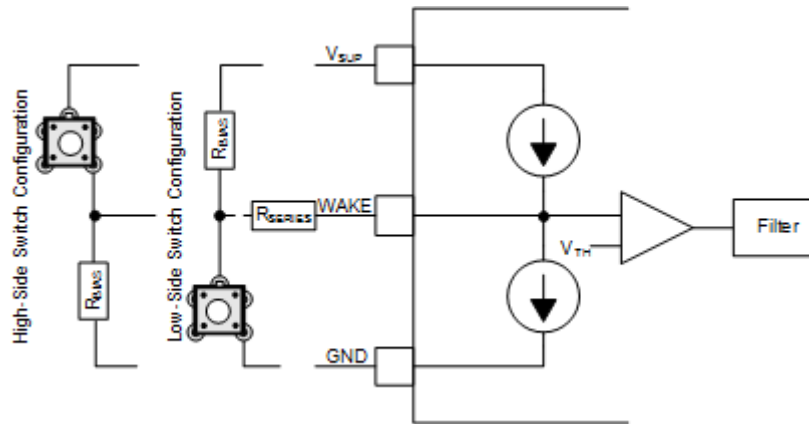 High-Side Switch Configuration
RBIAS
Low-Side Switch Configuration
RBIAS
RSERIES
VSUP
WAKE
GND
VTH
Filter